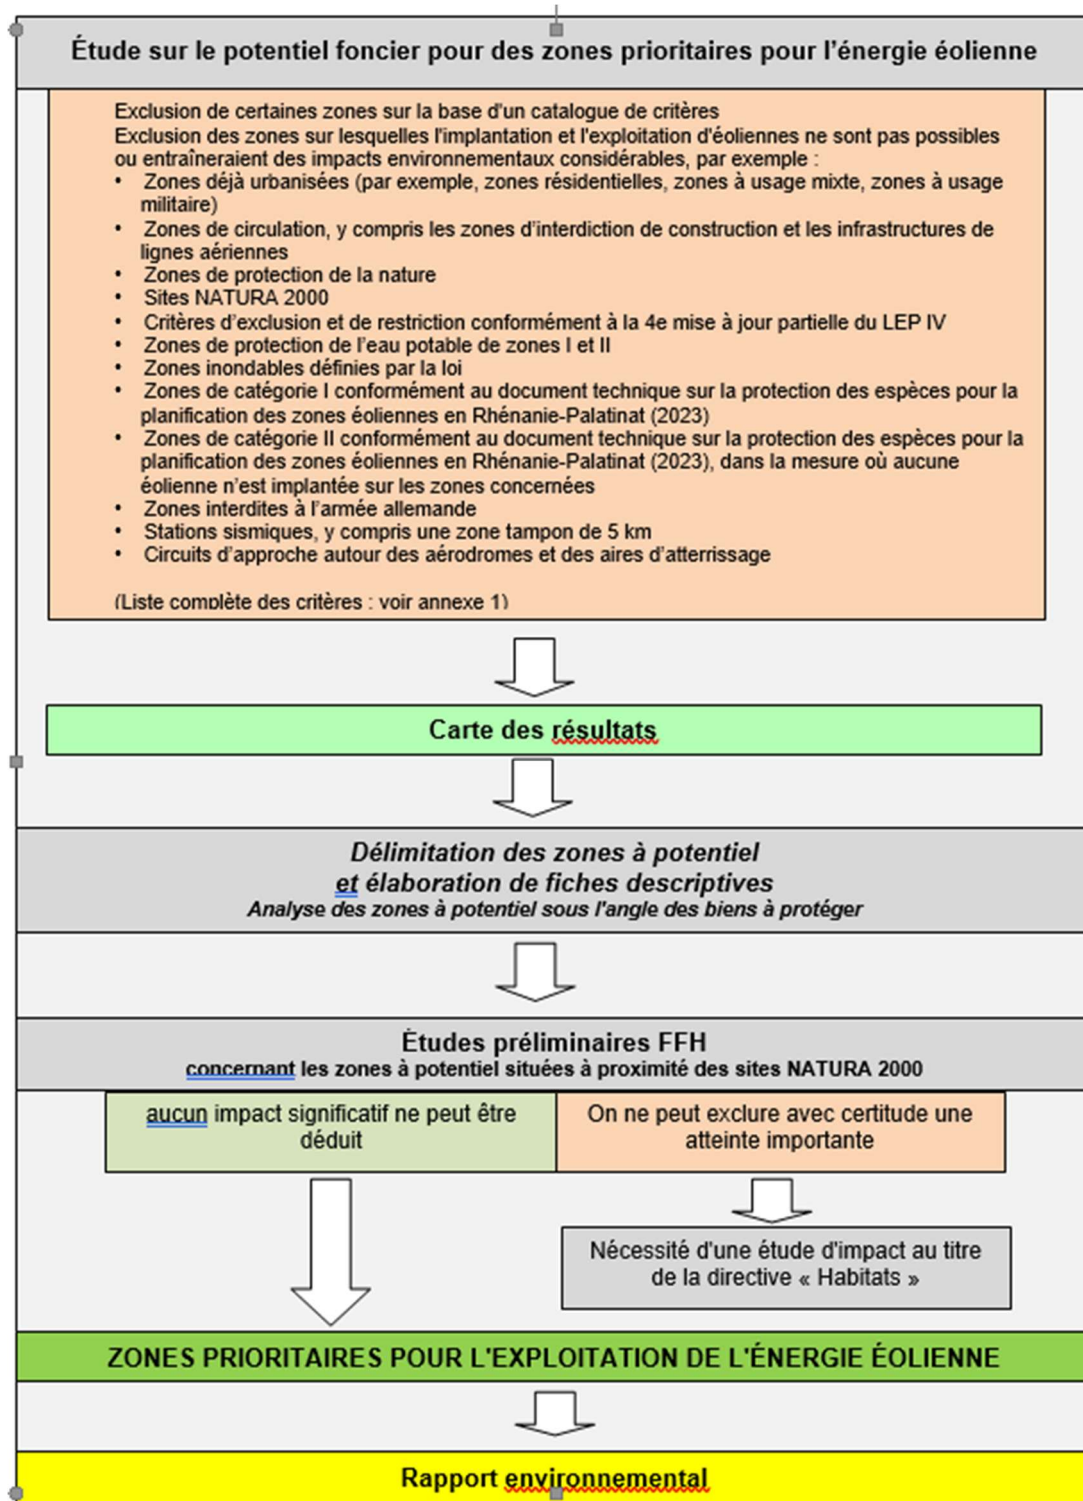 Étude sur le potentiel foncier pour des zones prioritaires pour l’énergie éolienne
Exclusion de certaines zones sur la base d'un catalogue de critères
Exclusion des zones sur lesquelles l'implantation et l'exploitation d'éoliennes ne sont pas possibles
ou entraîneraient des impacts environnementaux considérables, par exemple :
• Zones déjà urbanisées (par exemple, zones résidentielles, zones à usage mixte, zones à usage
militaire)
• Zones de circulation, y compris les zones d’interdiction de construction et les infrastructures de
lignes aériennes
• Zones de protection de la nature
• Sites NATURA 2000
• Critères d’exclusion et de restriction conformément à la 4e mise à jour partielle du LEP IV
• Zones de protection de l’eau potable de zones I et II
• Zones inondables définies par la loi
• Zones de catégorie I conformément au document technique sur la protection des espèces pour la
planification des zones éoliennes en Rhénanie-Palatinat (2023)
• Zones de catégorie II conformément au document technique sur la protection des espèces pour la
planification des zones éoliennes en Rhénanie-Palatinat (2023), dans la mesure où aucune
éolienne n’est implantée sur les zones concernées
• Zones interdites à l’armée allemande
• Stations sismiques, y compris une zone tampon de 5 km
• Circuits d’approche autour des aérodromes et des aires d’atterrissage
(Liste complète des critères : voir annexe 1)
Carte des résultats
Délimitation des zones à potentiel
et élaboration de fiches descriptives
Analyse des zones à potentiel sous l'angle des biens à protéger
Études préliminaires FFH
concernant les zones à potentiel situées à proximité des sites NATURA 2000
aucun impact significatif ne peut être
déduit
On ne peut exclure avec certitude une
atteinte importante
Nécessité d'une étude d'impact au titre
de la directive « Habitats »
ZONES PRIORITAIRES POUR L'EXPLOITATION DE L'ÉNERGIE ÉOLIENNE
Rapport environnemental